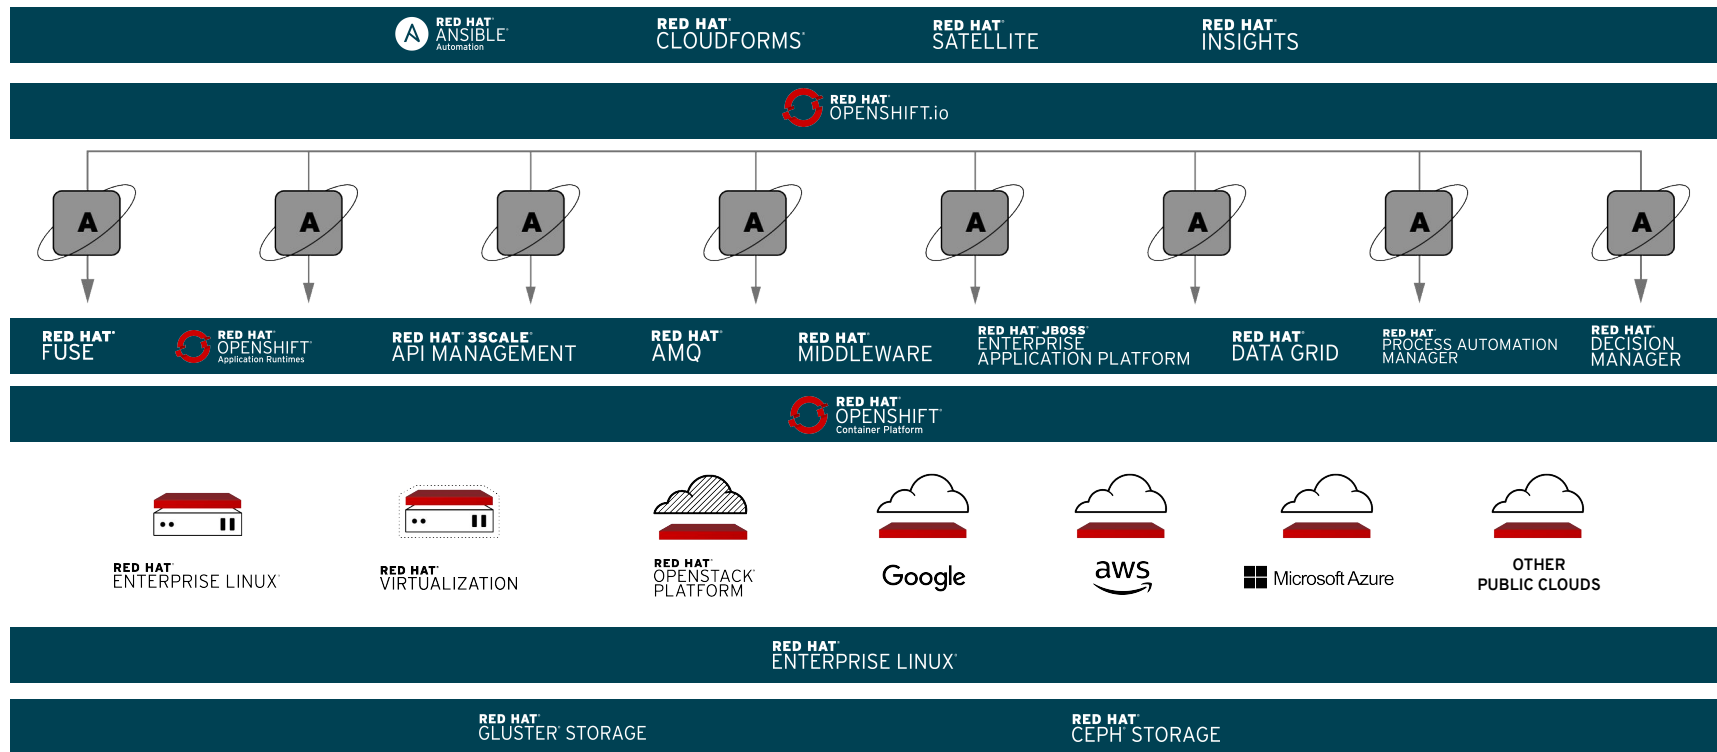 RED HAT®
ANSIBLE®
Automation
RED HAT®
CLOUDFORMS®
RED HAT®
SATELLITE
RED HAT®
INSIGHTS
RED HAT®
OPENSHIFT.io
A
A
A
A
A
A
A
A
RED HAT®
FUSE
RED HAT®
OPENSHIFT®
Application Runtimes
RED HAT® 3SCALE®
API MANAGEMENT
RED HAT®
AMQ
RED HAT®
MIDDLEWARE
RED HAT® JBOSS®
ENTERPRISE
APPLICATION PLATFORM
RED HAT®
DATA GRID
RED HAT®
PROCESS AUTOMATION
MANAGER
RED HAT®
DECISION
MANAGER
RED HAT®
OPENSHIFT®
Container Platform
RED HAT®
ENTERPRISE LINUX®
RED HAT®
VIRTUALIZATION
RED HAT®
OPENSTACK®
PLATFORM
Google
aws
Microsoft Azure
OTHER
PUBLIC CLOUDS
RED HAT®
ENTERPRISE LINUX®
RED HAT®
GLUSTER® STORAGE
RED HAT®
CEPH® STORAGE